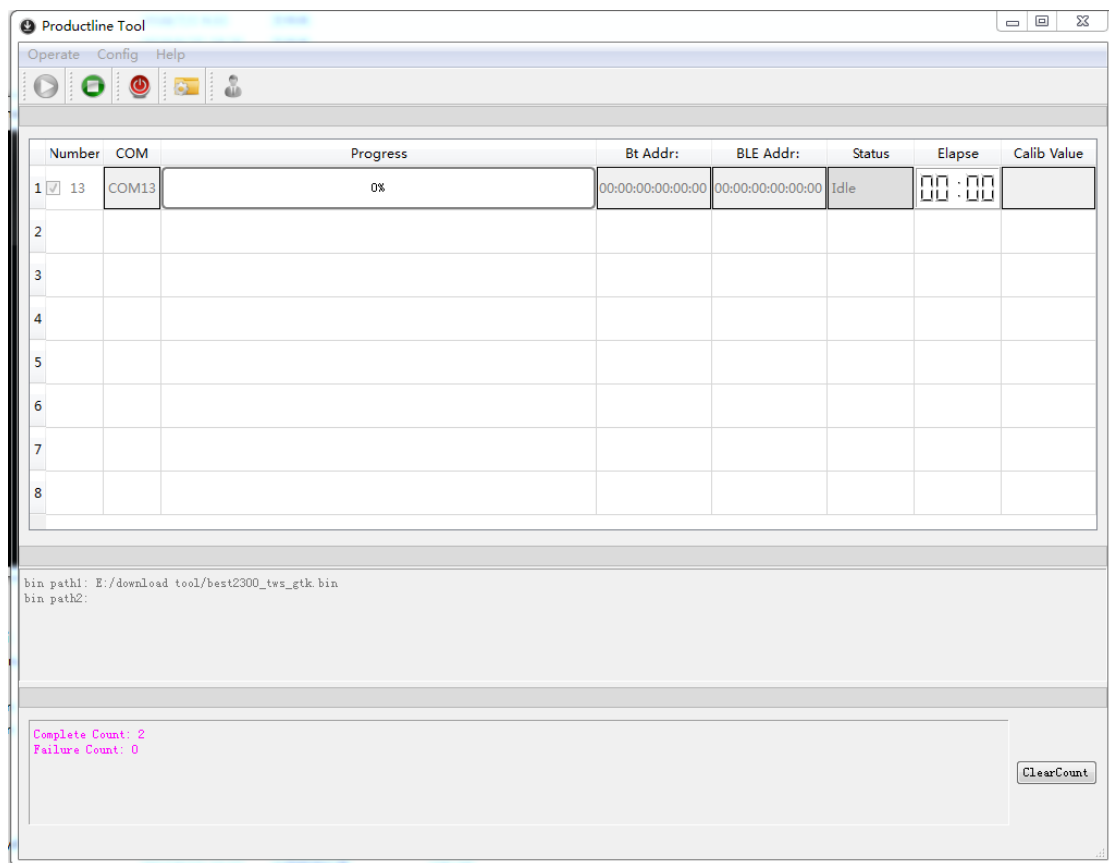 Productline Tool
Operate Config Help
Number COM Progress Bt Addr: BLE Addr: Status Elapse Calib Value
1 13 COM13 0% 00:00:00:00:00:00 00:00:00:00:00:00 Idle 00:00
2
3
4
5
6
7
8
bin path1: E:/download tool/best2300_tws_gtk.bin
bin path2:
Complete Count: 2
Failure Count: 0
ClearCount